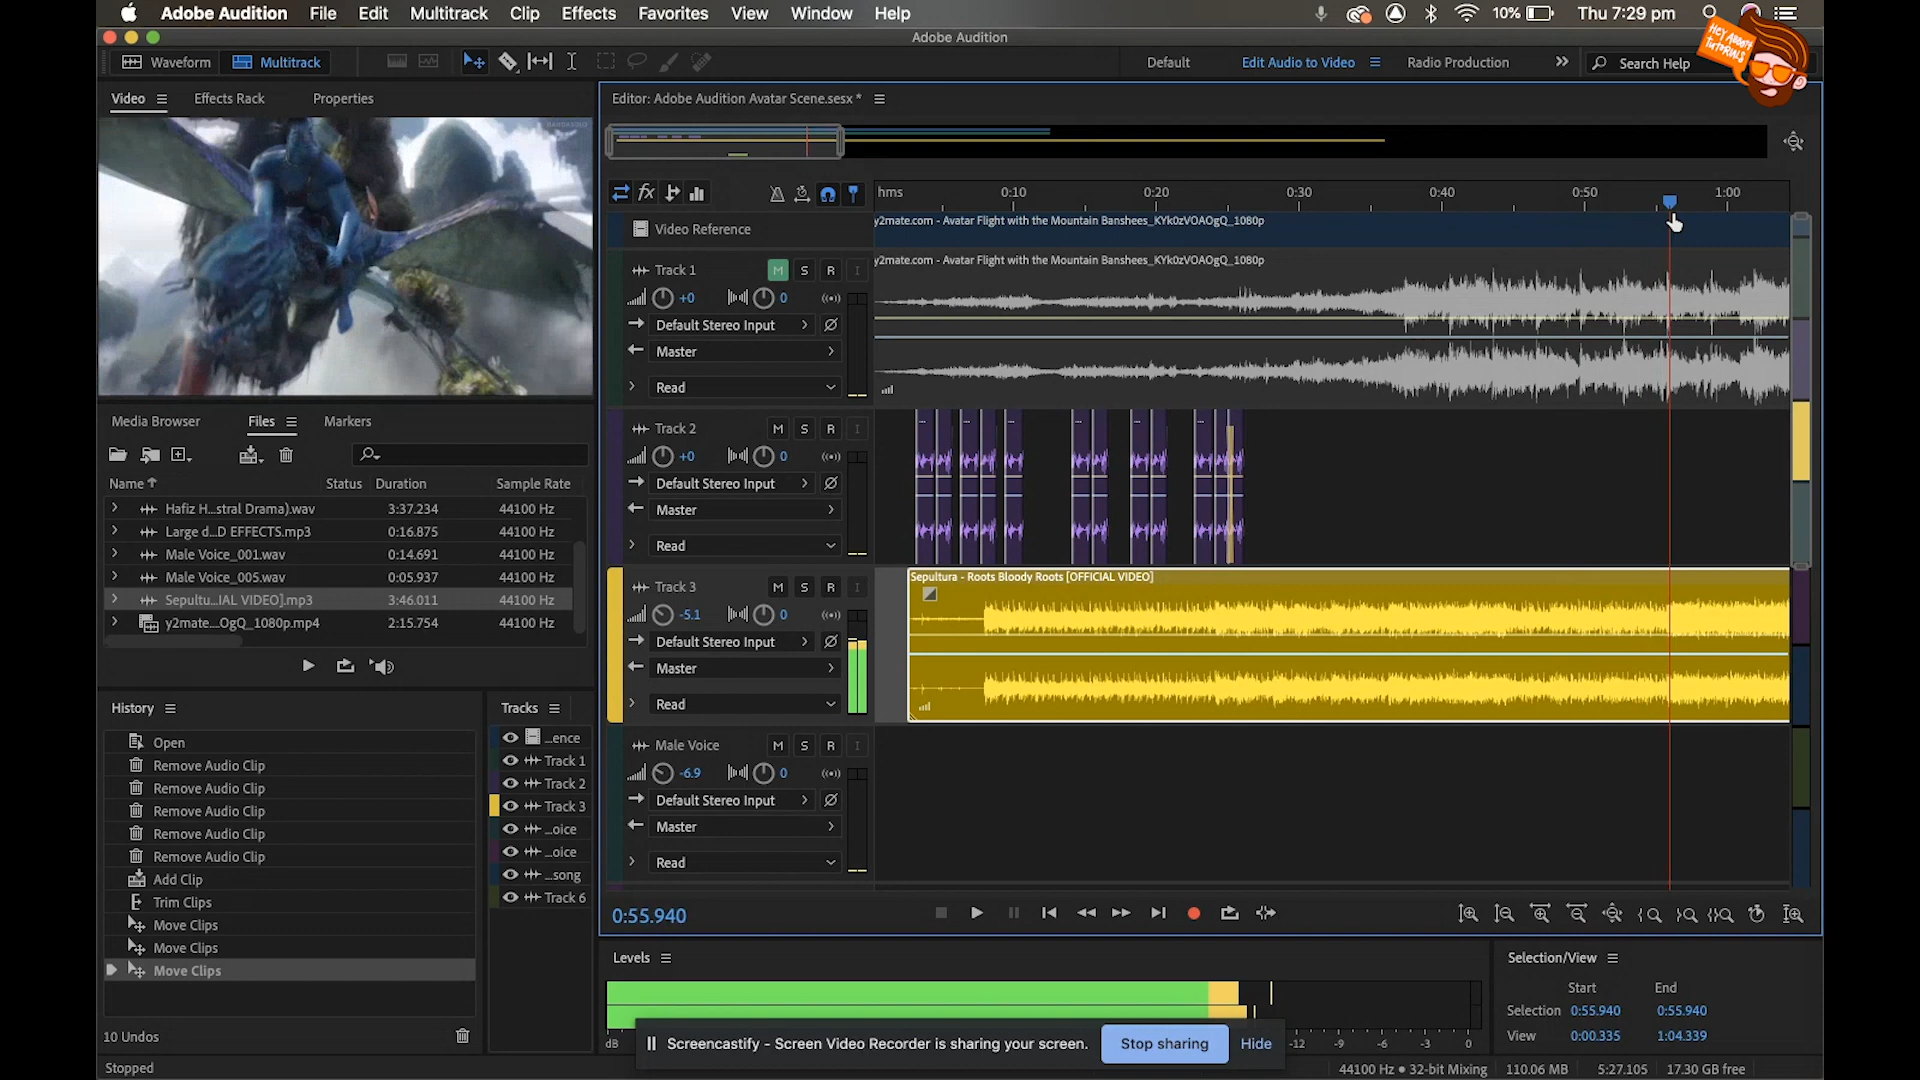 Adobe Audition File Edit Multitrack Clip Effects Favorites View Window Help 10% Thu 7:29 pm
Adobe Audition
HEY AWESOME TUTORIALS
Waveform Multitrack Default Edit Audio to Video Radio Production Search Help
Video Effects Rack Properties
Editor: Adobe Audition Avatar Scene.sesx *
hms 0:10 0:20 0:30 0:40 0:50 1:00
Video Reference
y2mate.com - Avatar Flight with the Mountain Banshees_KYk0zVOAOgQ_1080p
Track 1 M S R I
y2mate.com - Avatar Flight with the Mountain Banshees_KYk0zVOAOgQ_1080p
+0 0
Default Stereo Input
Master
Read
Track 2 M S R I
+0 0
Default Stereo Input
Master
Read
Track 3 M S R I
Sepultura - Roots Bloody Roots [OFFICIAL VIDEO]
-5.1 0
Default Stereo Input
Master
Read
Male Voice M S R I
-6.9 0
Default Stereo Input
Master
Read
0:55.940
Media Browser Files Markers
Name Status Duration Sample Rate
Hafiz H...stral Drama).wav 3:37.234 44100 Hz
Large d...D EFFECTS.mp3 0:16.875 44100 Hz
Male Voice_001.wav 0:14.691 44100 Hz
Male Voice_005.wav 0:05.937 44100 Hz
Sepultu...IAL VIDEO].mp3 3:46.011 44100 Hz
y2mate....OgQ_1080p.mp4 2:15.754 44100 Hz
History
Open
Remove Audio Clip
Remove Audio Clip
Remove Audio Clip
Remove Audio Clip
Remove Audio Clip
Add Clip
Trim Clips
Move Clips
Move Clips
Move Clips
10 Undos
Stopped
Tracks
...ence
Track 1
Track 2
Track 3
...oice
...oice
...song
Track 6
Levels
dB -12 -9 -6 -3 0
Screencastify - Screen Video Recorder is sharing your screen. Stop sharing Hide
Selection/View
Start End
Selection 0:55.940 0:55.940
View 0:00.335 1:04.339
44100 Hz • 32-bit Mixing 110.06 MB 5:27.105 17.30 GB free